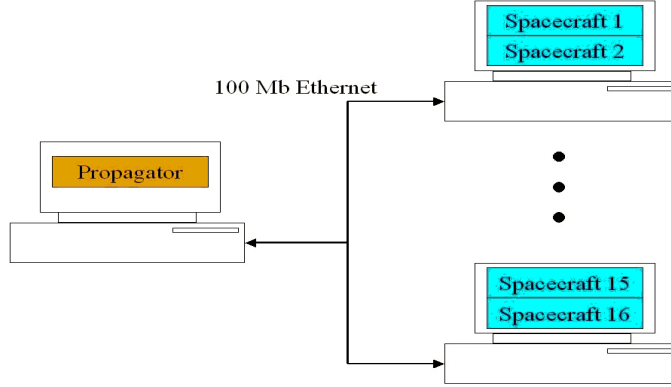 Spacecraft 1
Spacecraft 2
100 Mb Ethernet
Propagator
Spacecraft 15
Spacecraft 16